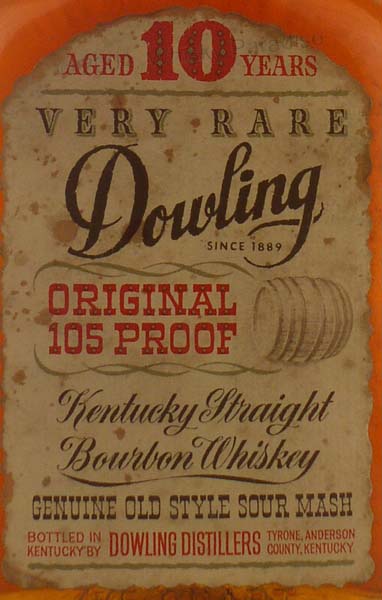 AGED 10 YEARS
VERY RARE
Dowling
SINCE 1889
ORIGINAL
105 PROOF
Kentucky Straight
Bourbon Whiskey
GENUINE OLD STYLE SOUR MASH
BOTTLED IN
KENTUCKY BY
DOWLING DISTILLERS
TYRONE, ANDERSON
COUNTY, KENTUCKY